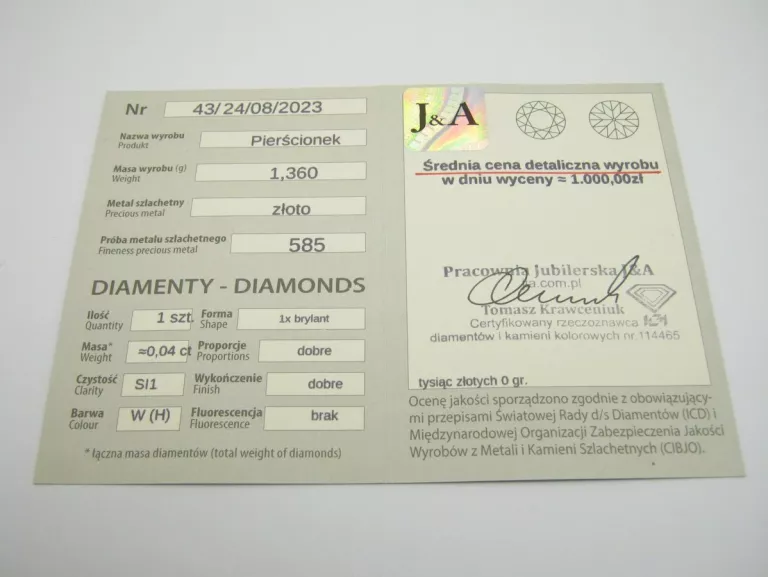 Nr 43/24/08/2023
Nazwa wyrobu
Produkt
Pierścionek
Masa wyrobu (g)
Weight
1,360
Metal szlachetny
Precious metal
złoto
Próba metalu szlachetnego
Fineness precious metal
585
DIAMENTY - DIAMONDS
Ilość
Quantity
1 szt.
Forma
Shape
1x brylant
Masa*
Weight
≈0,04 ct
Proporcje
Proportions
dobre
Czystość
Clarity
SI1
Wykończenie
Finish
dobre
Barwa
Colour
W (H)
Fluorescencja
Fluorescence
brak
* łączna masa diamentów (total weight of diamonds)
J&A
Średnia cena detaliczna wyrobu
w dniu wyceny = 1.000,00zł
Pracownia Jubilerska J&A
a.com.pl
Tomasz Krawceniuk
Certyfikowany rzeczoznawca
diamentów i kamieni kolorowych nr 114465
tysiąc złotych 0 gr.
Ocenę jakości sporządzono zgodnie z obowiązujący-
mi przepisami Światowej Rady d/s Diamentów (ICD) i
Międzynarodowej Organizacji Zabezpieczenia Jakości
Wyrobów z Metali i Kamieni Szlachetnych (CIBJO).